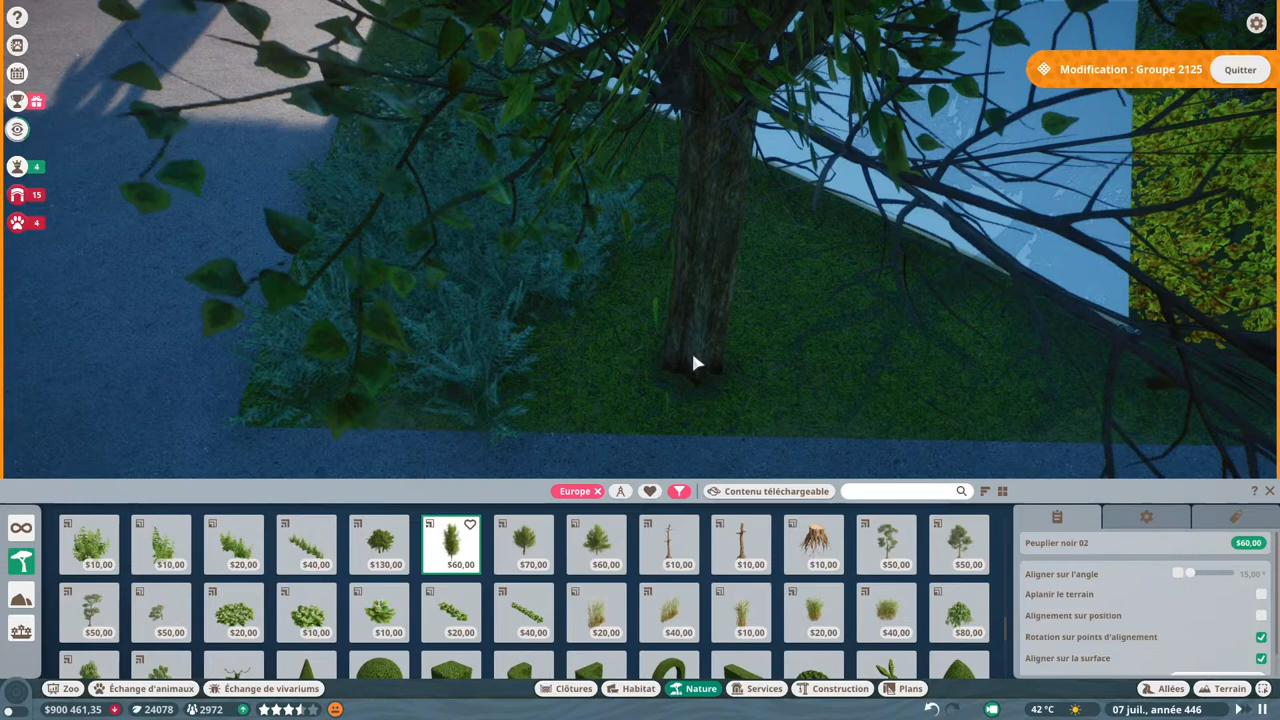 ?
4
15
4
Modification : Groupe 2125
Quitter
Europe ×
Contenu téléchargeable
? ×
$10,00 $10,00 $20,00 $40,00 $130,00 $60,00 $70,00 $60,00 $10,00 $10,00 $10,00 $50,00 $50,00
$50,00 $50,00 $20,00 $10,00 $10,00 $20,00 $40,00 $20,00 $40,00 $10,00 $20,00 $40,00 $80,00
Peuplier noir 02 $60,00
Aligner sur l'angle 15,00 °
Aplanir le terrain
Alignement sur position
Rotation sur points d'alignement
Aligner sur la surface
Zoo Échange d'animaux Échange de vivariums Clôtures Habitat Nature Services Construction Plans Allées Terrain
$900 461,35 24078 2972 42 °C 07 juil., année 446